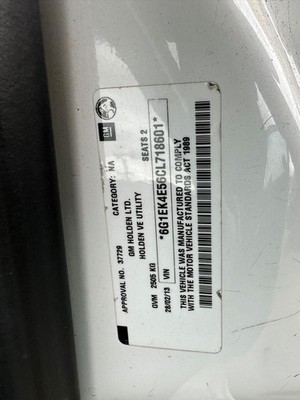 GM
APPROVAL NO. 37729 CATEGORY: NA
GM HOLDEN LTD.
HOLDEN VE UTILITY
GVM 2505 KG SEATS 2
28/02/13 VIN *6G1EK4E56CL718601*
THIS VEHICLE WAS MANUFACTURED TO COMPLY
WITH THE MOTOR VEHICLE STANDARDS ACT 1989